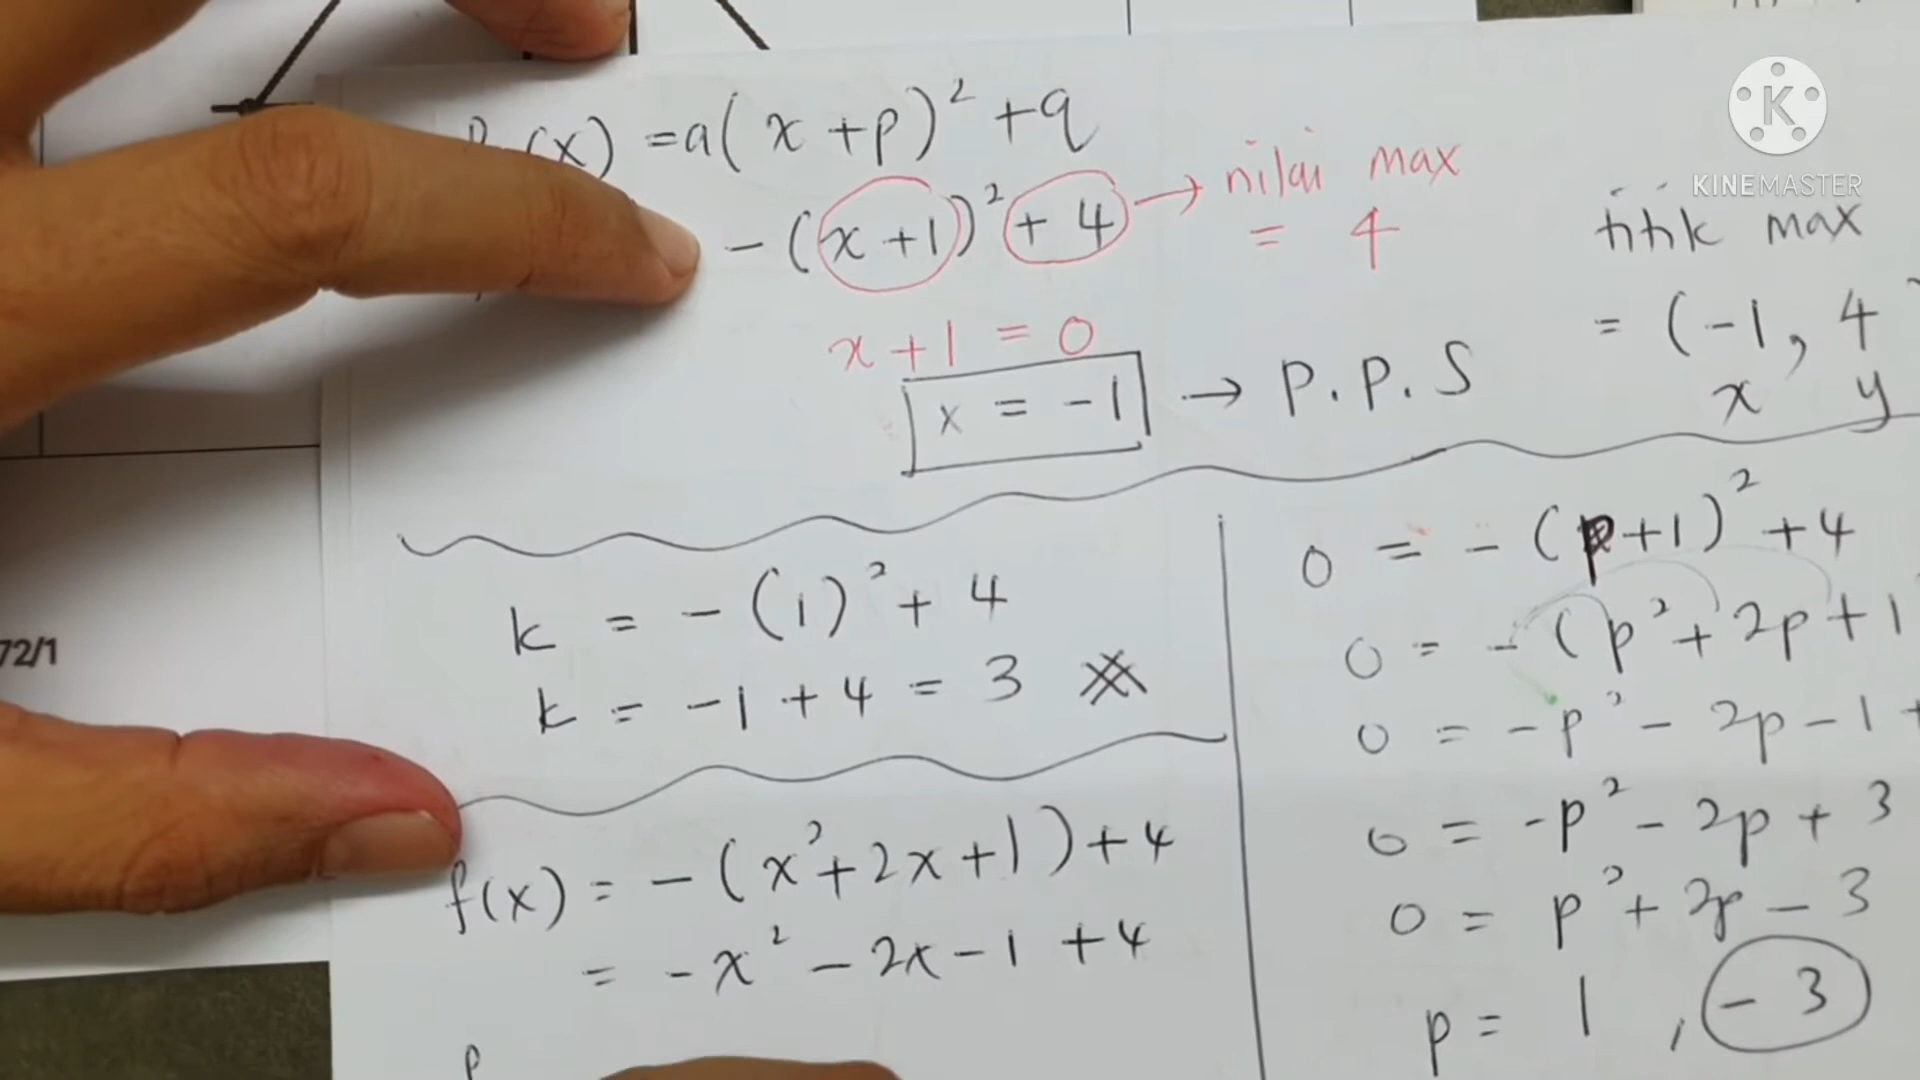 (x) = a(x+p)² + q
-(x+1)² + 4 → nilai max
= 4
x+1 = 0
x = -1 → P.P.S
titik max
= (-1, 4
x y
k = -(1)² + 4
k = -1 + 4 = 3
f(x) = -(x²+2x+1)+4
= -x² - 2x - 1 + 4
0 = -(p+1)² + 4
0 = -(p²+2p+1
0 = -p² - 2p - 1 +
0 = -p² - 2p + 3
0 = p² + 2p - 3
p = 1, -3
72/1
K
KINEMASTER